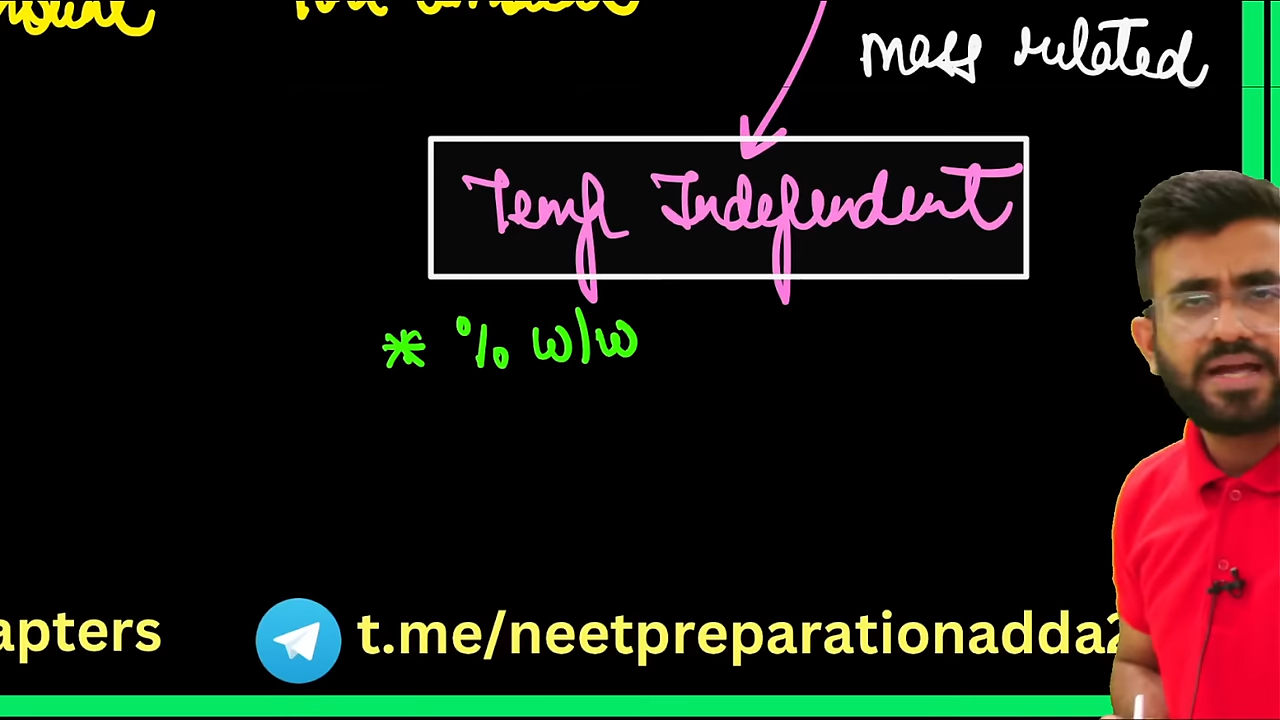 mass related
Temp Independent
* % w/w
apters
t.me/neetpreparationadda2